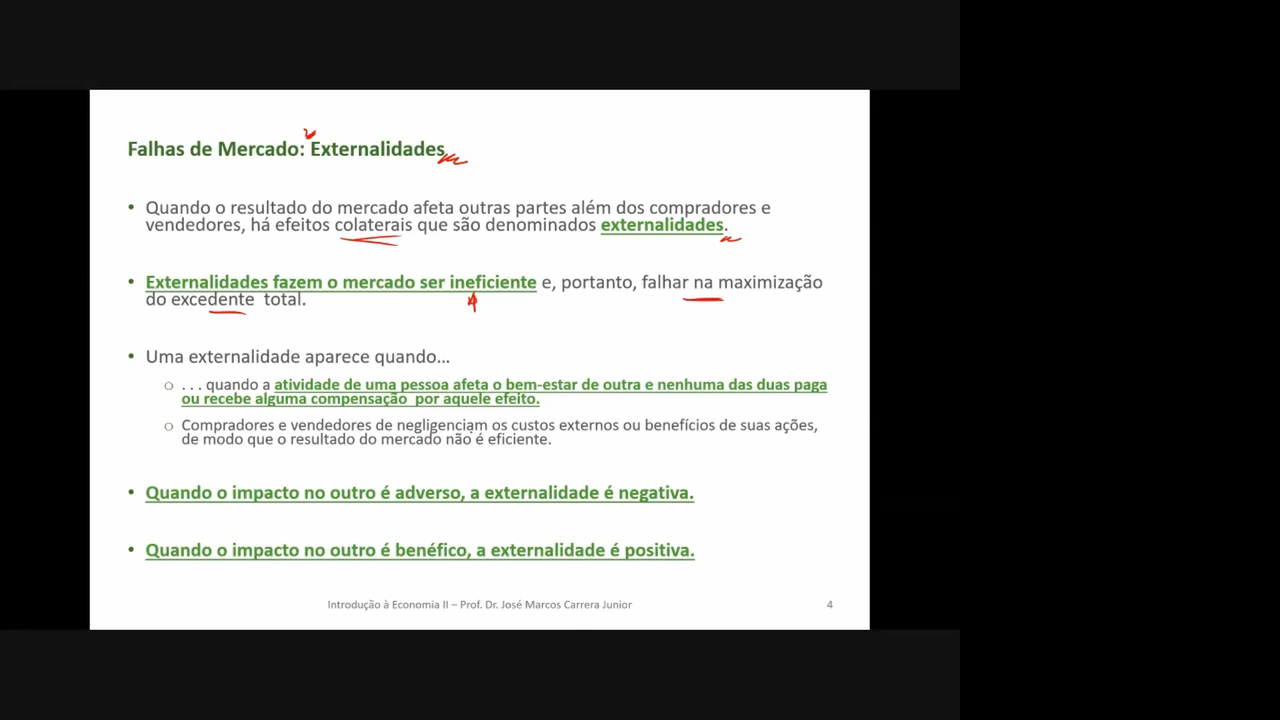 Falhas de Mercado: Externalidades
• Quando o resultado do mercado afeta outras partes além dos compradores e
vendedores, há efeitos colaterais que são denominados externalidades.
• Externalidades fazem o mercado ser ineficiente e, portanto, falhar na maximização
do excedente total.
• Uma externalidade aparece quando...
○ . . . quando a atividade de uma pessoa afeta o bem-estar de outra e nenhuma das duas paga
ou recebe alguma compensação por aquele efeito.
○ Compradores e vendedores de negligenciam os custos externos ou benefícios de suas ações,
de modo que o resultado do mercado não é eficiente.
• Quando o impacto no outro é adverso, a externalidade é negativa.
• Quando o impacto no outro é benéfico, a externalidade é positiva.
Introdução à Economia II – Prof. Dr. José Marcos Carrera Junior
4